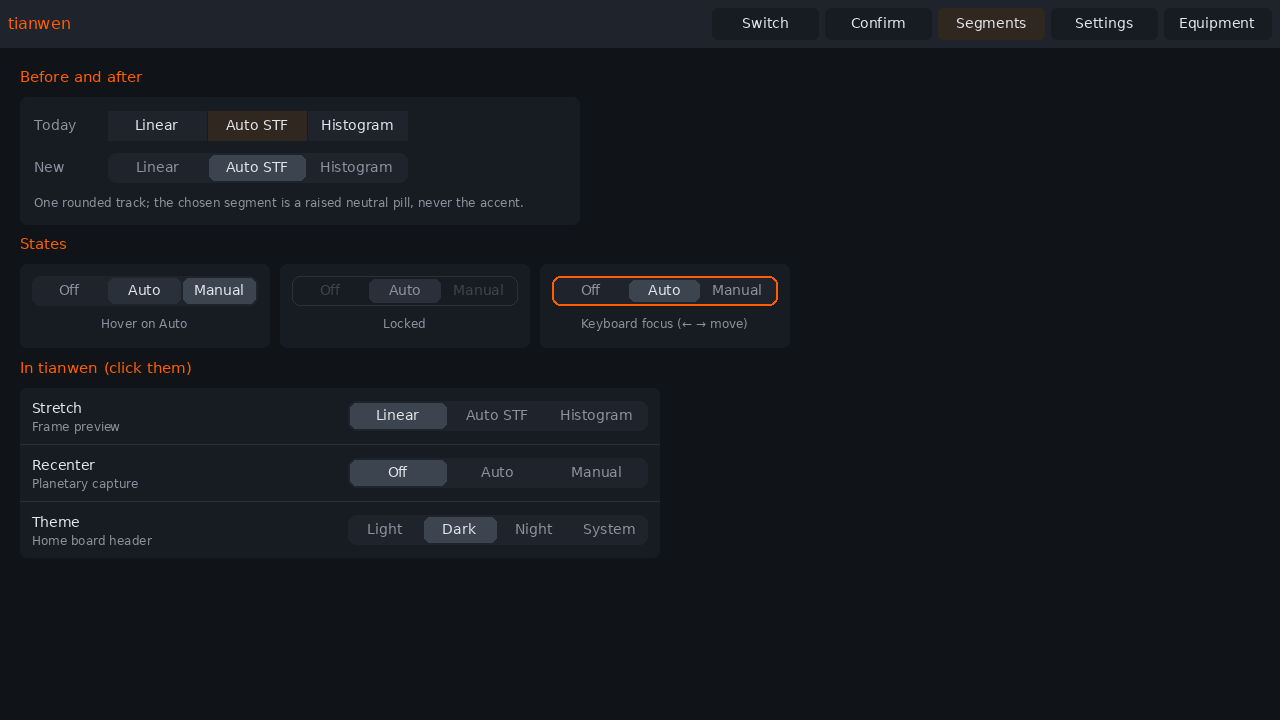 tianwen
Switch
Confirm
Segments
Settings
Equipment
Before and after
Today Linear Auto STF Histogram
New Linear Auto STF Histogram
One rounded track; the chosen segment is a raised neutral pill, never the accent.
States
Off Auto Manual
Hover on Auto
Off Auto Manual
Locked
Off Auto Manual
Keyboard focus (← → move)
In tianwen (click them)
Stretch
Frame preview
Linear Auto STF Histogram
Recenter
Planetary capture
Off Auto Manual
Theme
Home board header
Light Dark Night System